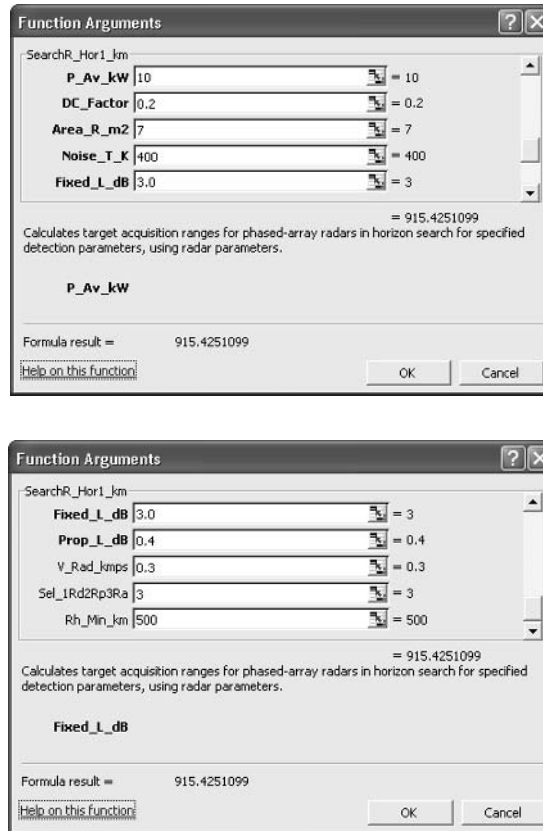 Function Arguments
SearchR_Hor1_km
P_Av_kW 10 = 10
DC_Factor 0.2 = 0.2
Area_R_m2 7 = 7
Noise_T_K 400 = 400
Fixed_L_dB 3.0 = 3
= 915.4251099
Calculates target acquisition ranges for phased-array radars in horizon search for specified
detection parameters, using radar parameters.
P_Av_kW
Formula result = 915.4251099
Help on this function OK Cancel
Function Arguments
SearchR_Hor1_km
Fixed_L_dB 3.0 = 3
Prop_L_dB 0.4 = 0.4
V_Rad_kmps 0.3 = 0.3
Sel_1Rd2Rp3Ra 3 = 3
Rh_Min_km 500 = 500
= 915.4251099
Calculates target acquisition ranges for phased-array radars in horizon search for specified
detection parameters, using radar parameters.
Fixed_L_dB
Formula result = 915.4251099
Help on this function OK Cancel